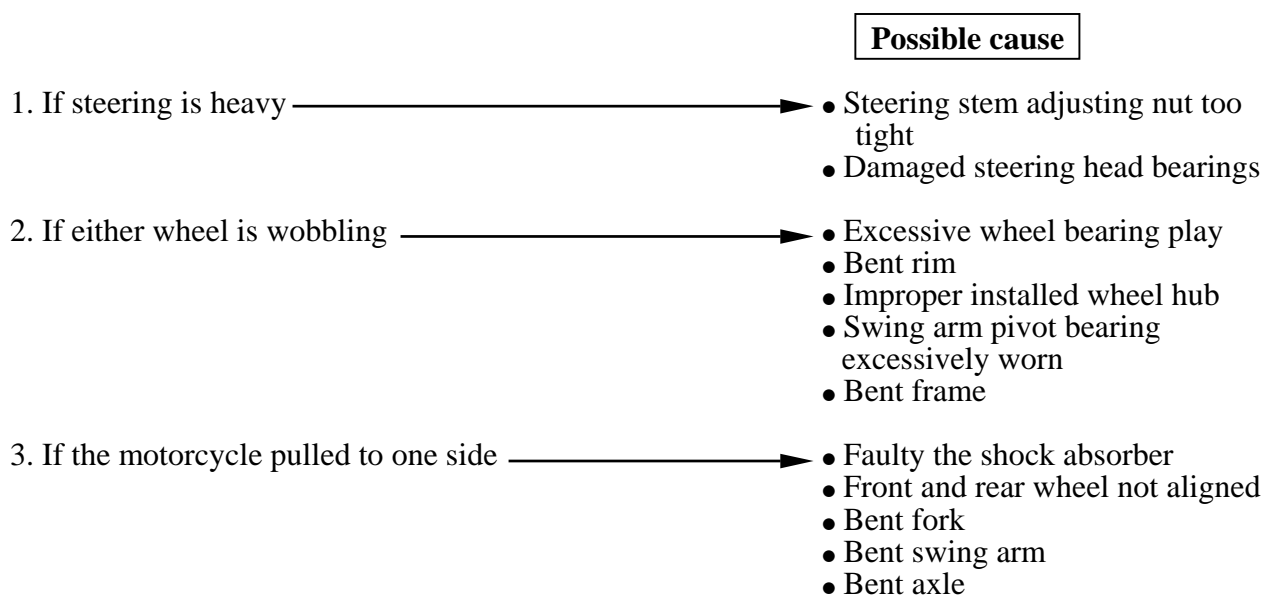 Possible cause
1. If steering is heavy
● Steering stem adjusting nut too
tight
● Damaged steering head bearings
2. If either wheel is wobbling
● Excessive wheel bearing play
● Bent rim
● Improper installed wheel hub
● Swing arm pivot bearing
excessively worn
● Bent frame
3. If the motorcycle pulled to one side
● Faulty the shock absorber
● Front and rear wheel not aligned
● Bent fork
● Bent swing arm
● Bent axle